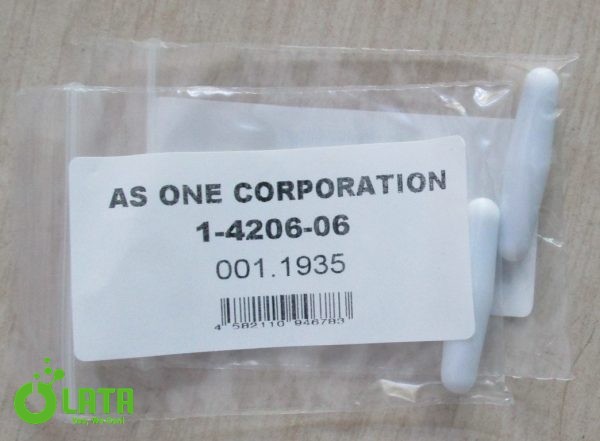 AS ONE CORPORATION
1-4206-06
001.1935
4 582110 946783
LATA